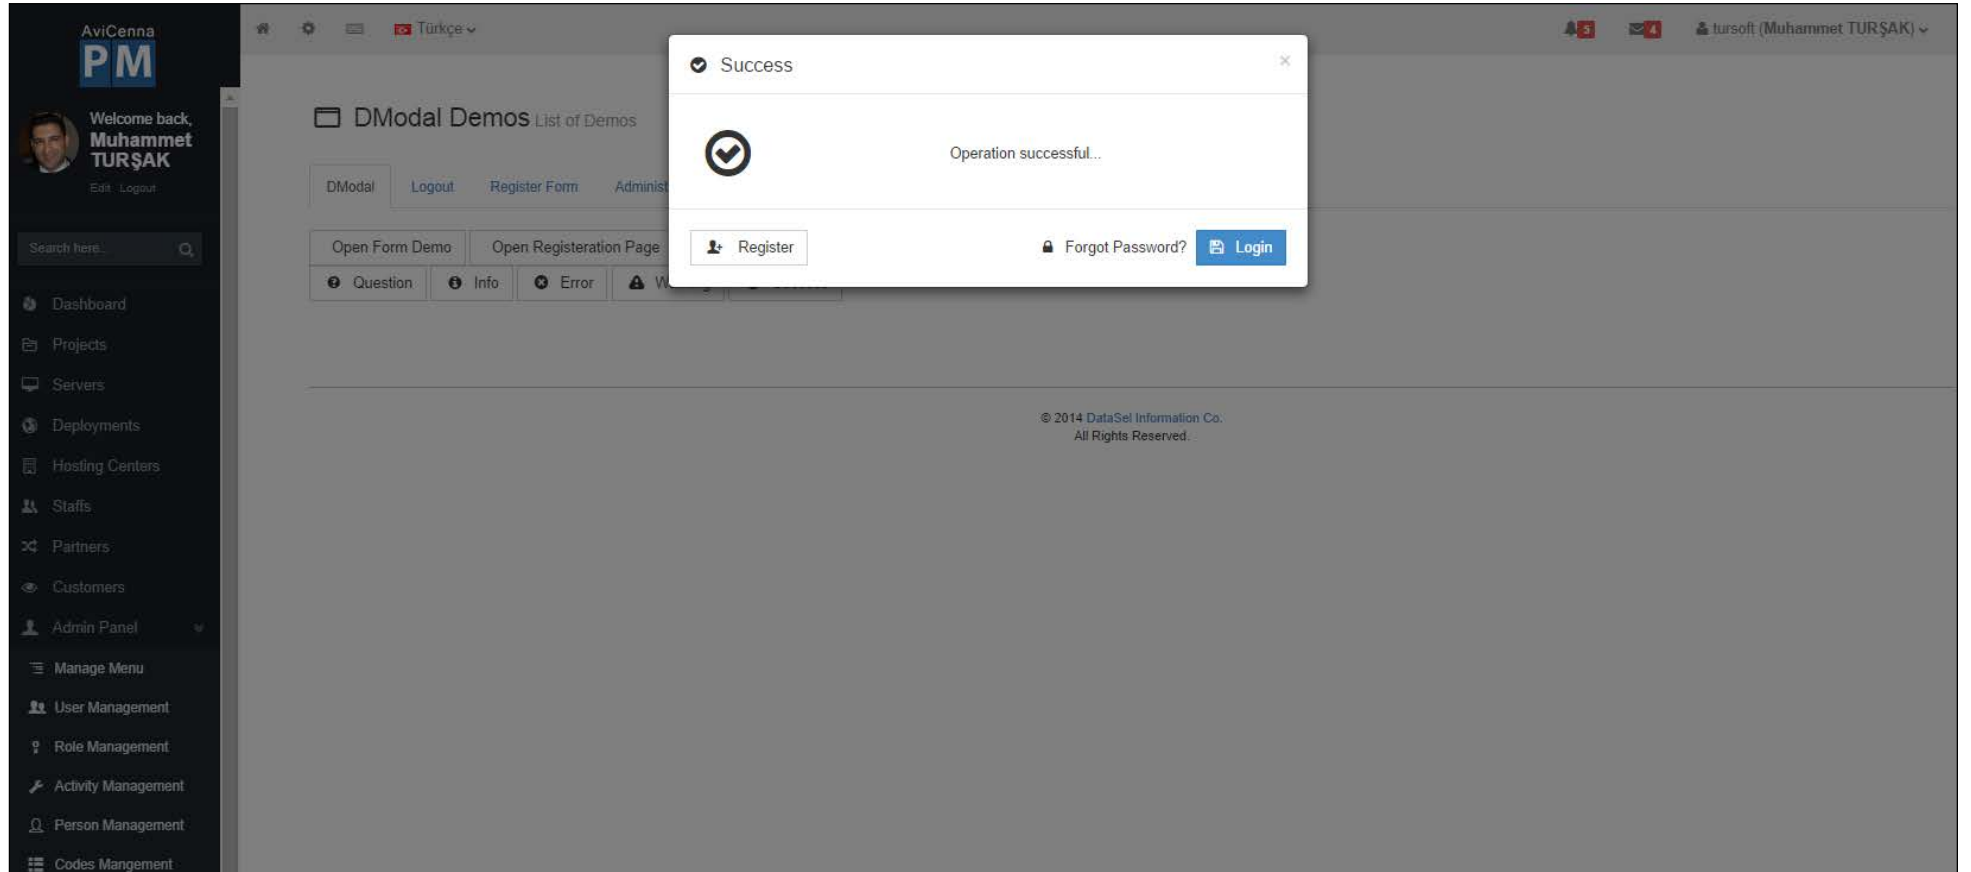 AviCenna
PM
Türkçe
5
4
tursoft (Muhammet TURŞAK)
Welcome back,
Muhammet
TURŞAK
Edit Logout
Search here...
Dashboard
Projects
Servers
Deployments
Hosting Centers
Staffs
Partners
Customers
Admin Panel
Manage Menu
User Management
Role Management
Activity Management
Person Management
Codes Mangement
DModal Demos List of Demos
DModal Logout Register Form Administ
Open Form Demo Open Registeration Page
Question Info Error
Success
×
Operation successful...
Register Forgot Password? Login
© 2014 DataSel Information Co.
All Rights Reserved.